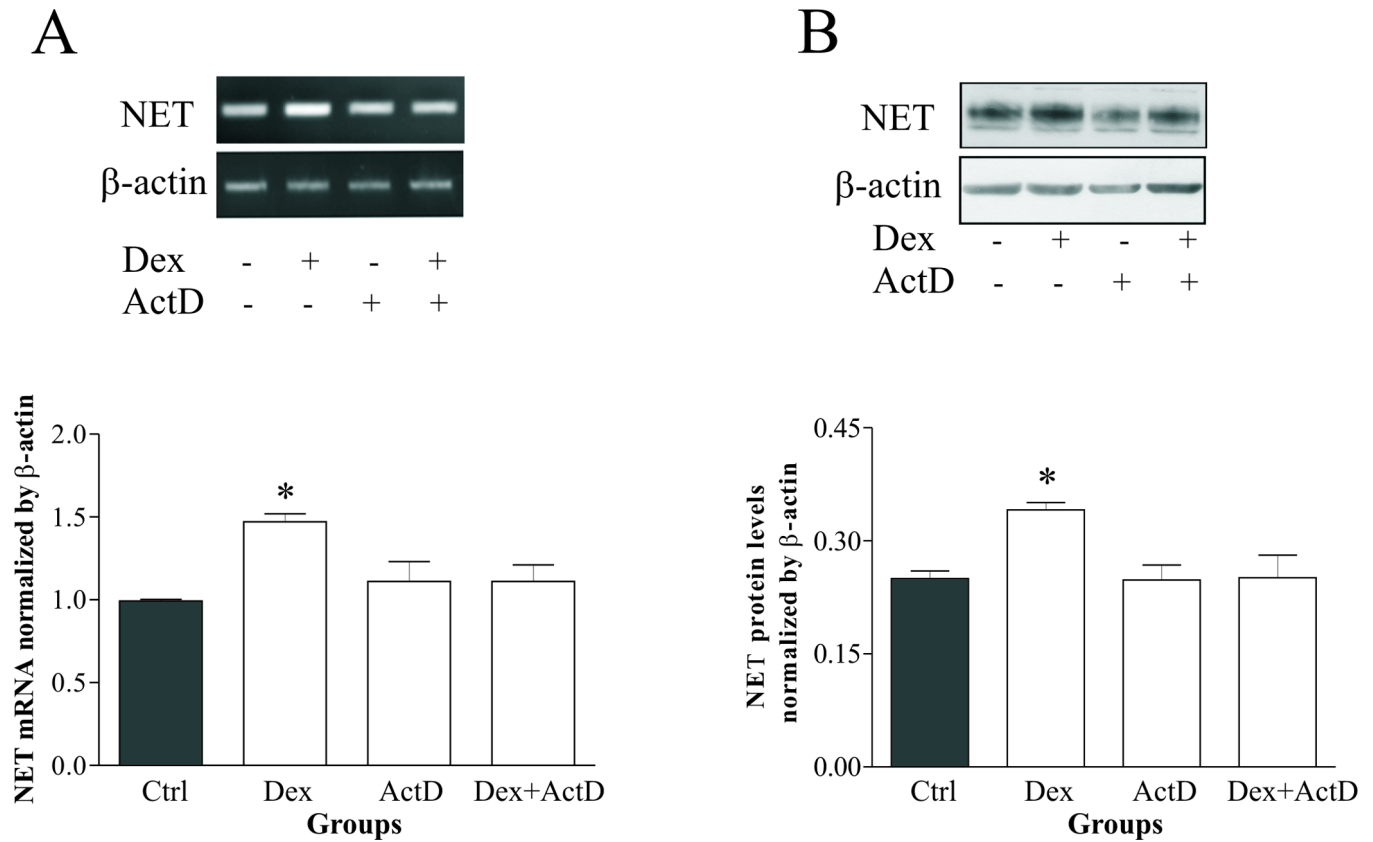 A
NET
β-actin
Dex - + - +
ActD - - + +
NET mRNA normalized by β-actin
2.0
1.5
1.0
0.5
0.0
*
Ctrl Dex ActD Dex+ActD
Groups
B
NET
β-actin
Dex - + - +
ActD - - + +
NET protein levels
normalized by β-actin
0.45
0.30
0.15
0.00
*
Ctrl Dex ActD Dex+ActD
Groups